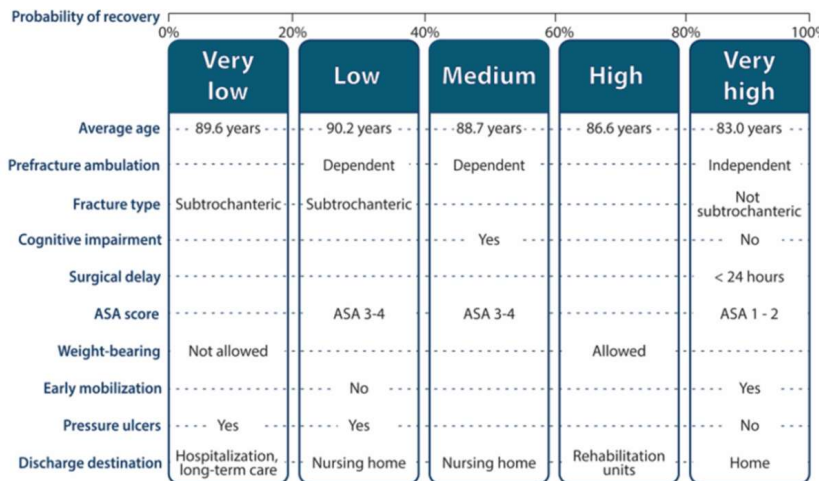 Probability of recovery
0% 20% 40% 60% 80% 100%
Very low Low Medium High Very high
Average age 89.6 years 90.2 years 88.7 years 86.6 years 83.0 years
Prefracture ambulation Dependent Dependent Independent
Fracture type Subtrochanteric Subtrochanteric Not subtrochanteric
Cognitive impairment Yes No
Surgical delay < 24 hours
ASA score ASA 3-4 ASA 3-4 ASA 1 - 2
Weight-bearing Not allowed Allowed
Early mobilization No Yes
Pressure ulcers Yes Yes No
Discharge destination Hospitalization, long-term care Nursing home Nursing home Rehabilitation units Home